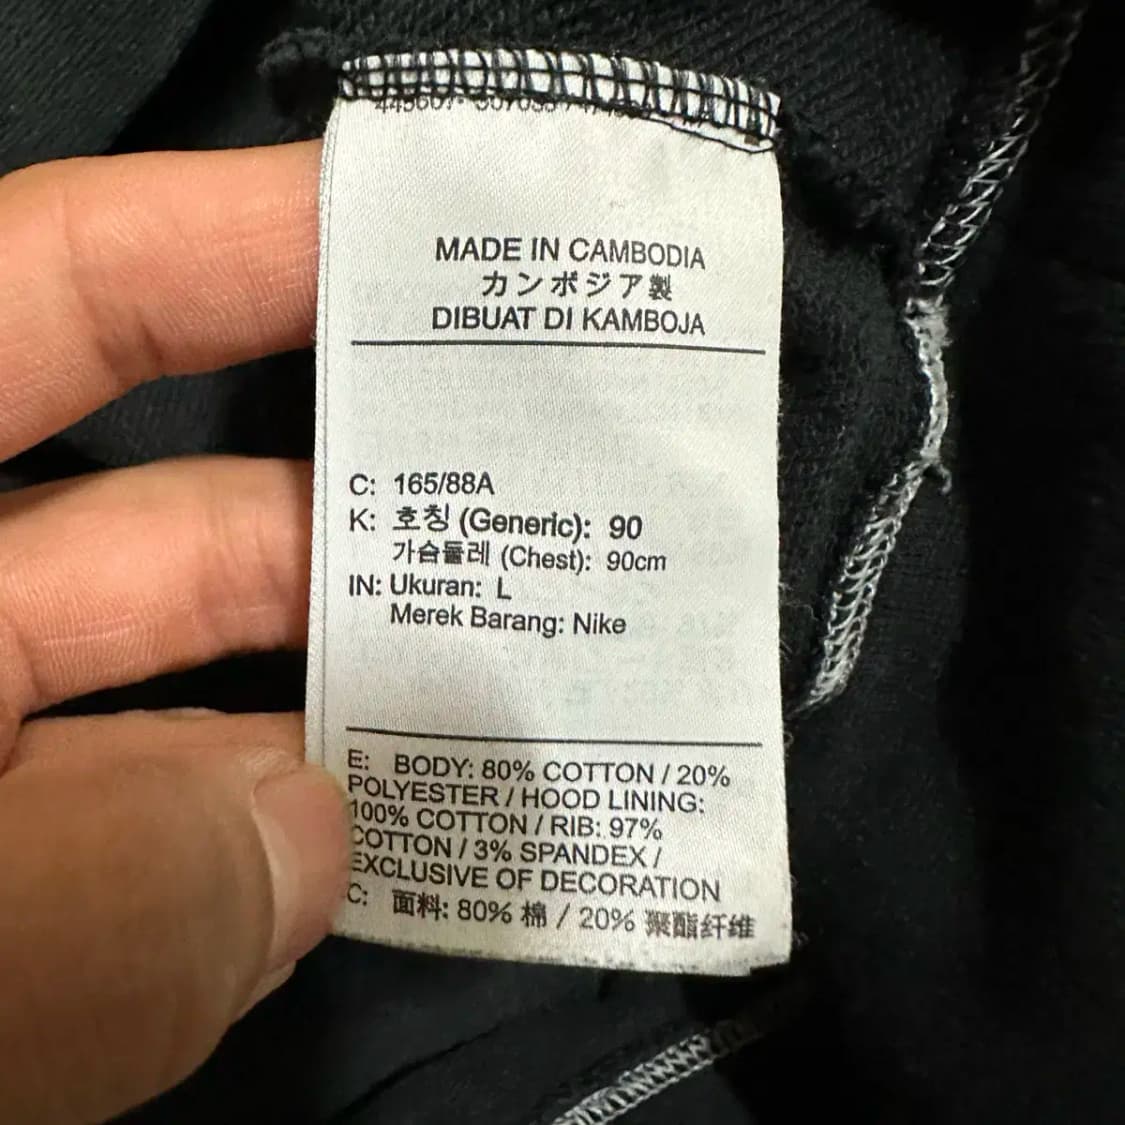 MADE IN CAMBODIA
カンボジア製
DIBUAT DI KAMBOJA
C: 165/88A
K: 호칭 (Generic): 90
가슴둘레 (Chest): 90cm
IN: Ukuran: L
Merek Barang: Nike
E: BODY: 80% COTTON / 20%
POLYESTER / HOOD LINING:
100% COTTON / RIB: 97%
COTTON / 3% SPANDEX /
EXCLUSIVE OF DECORATION
C: 面料: 80% 棉 / 20% 聚酯纤维